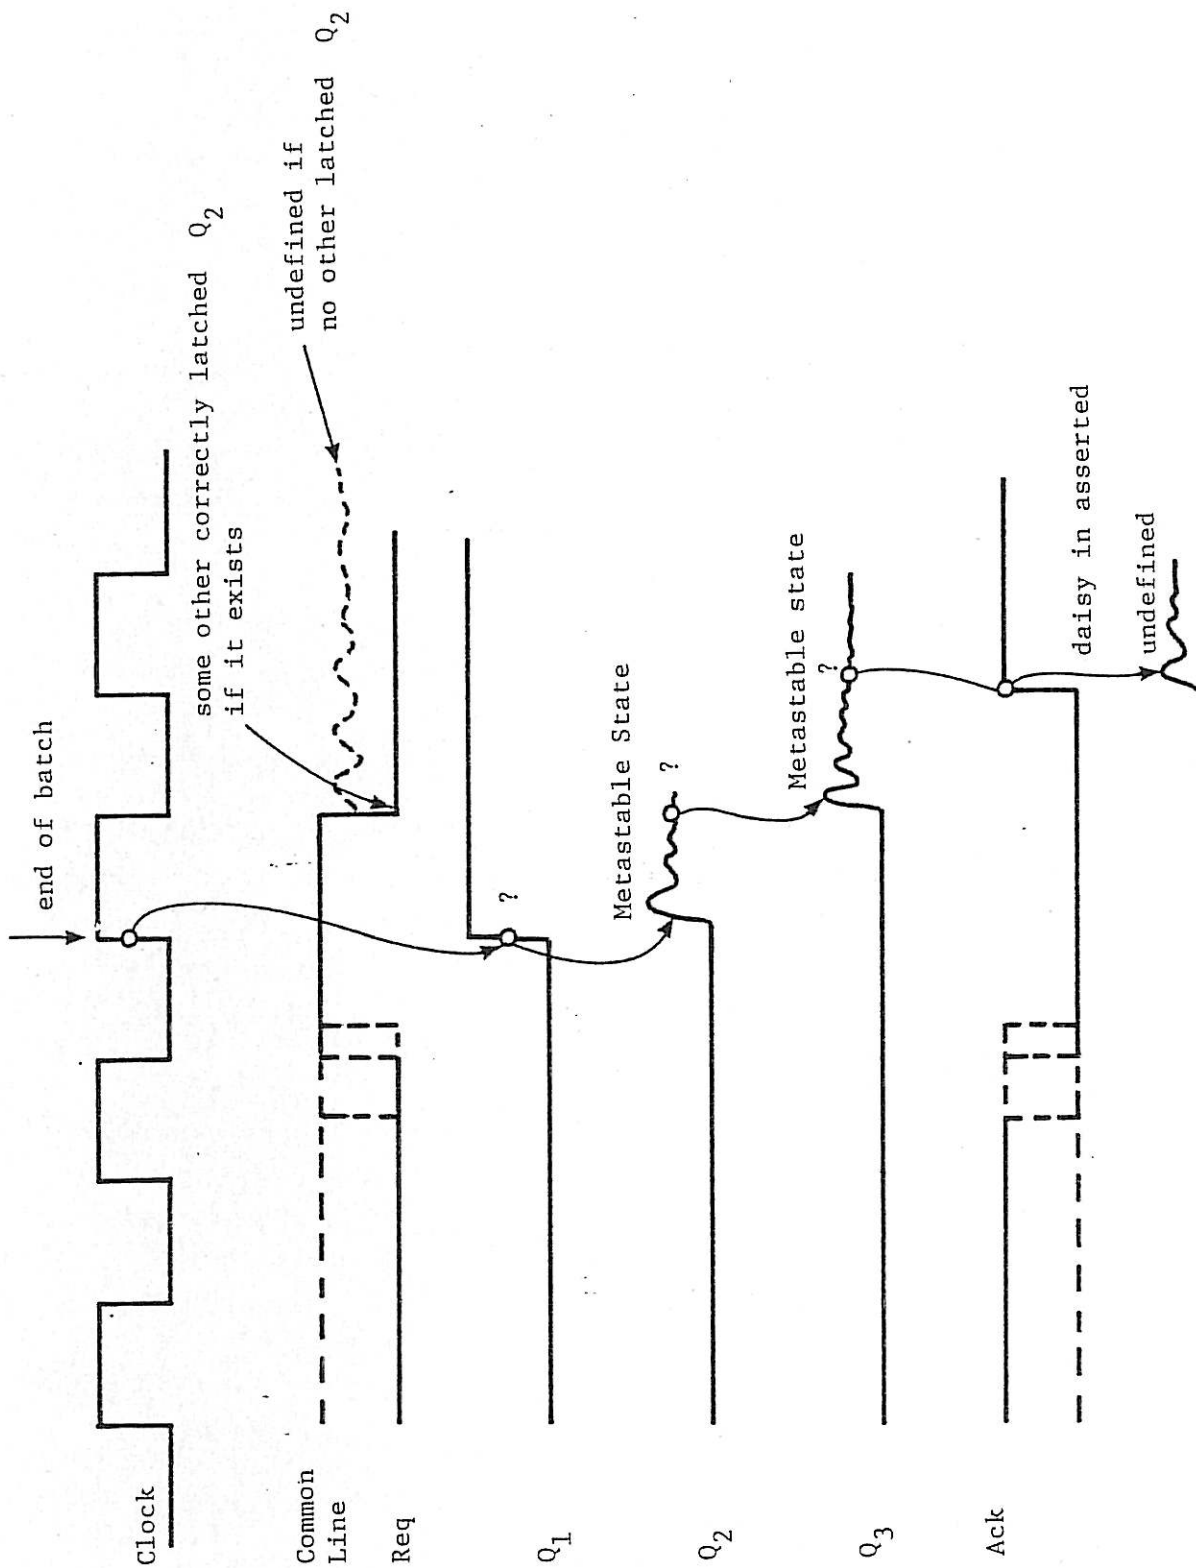 end of batch
Clock
some other correctly latched Q2
if it exists
undefined if
no other latched Q2
Common
Line
Req
Q1
?
Metastable State
Q2
?
Metastable state
Q3
?
Ack
daisy in asserted
undefined